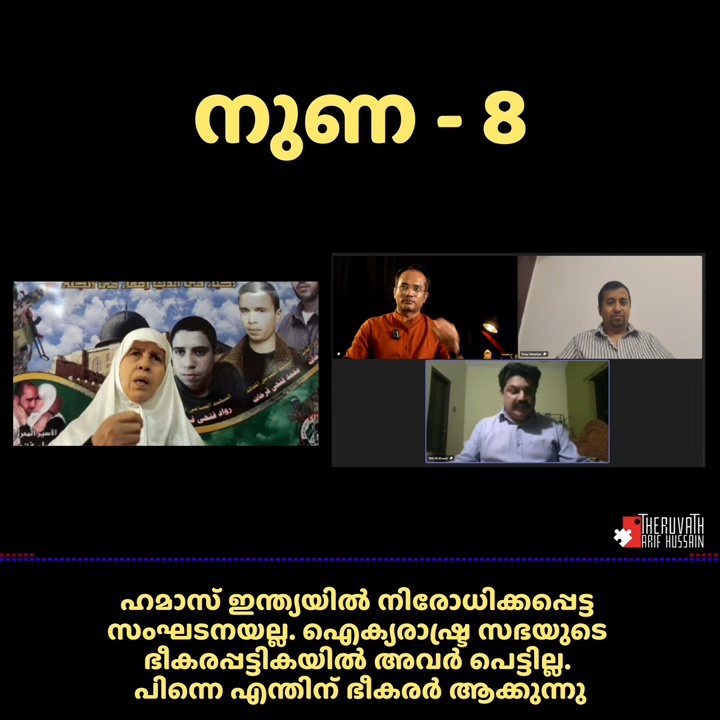 നുണ - 8
THERUVATH
ARIF HUSSAIN
ഹമാസ് ഇന്ത്യയിൽ നിരോധിക്കപ്പെട്ട
സംഘടനയല്ല. ഐക്യരാഷ്ട്ര സഭയുടെ
ഭീകരപ്പട്ടികയിൽ അവർ പെട്ടില്ല.
പിന്നെ എന്തിന് ഭീകരർ ആക്കുന്നു